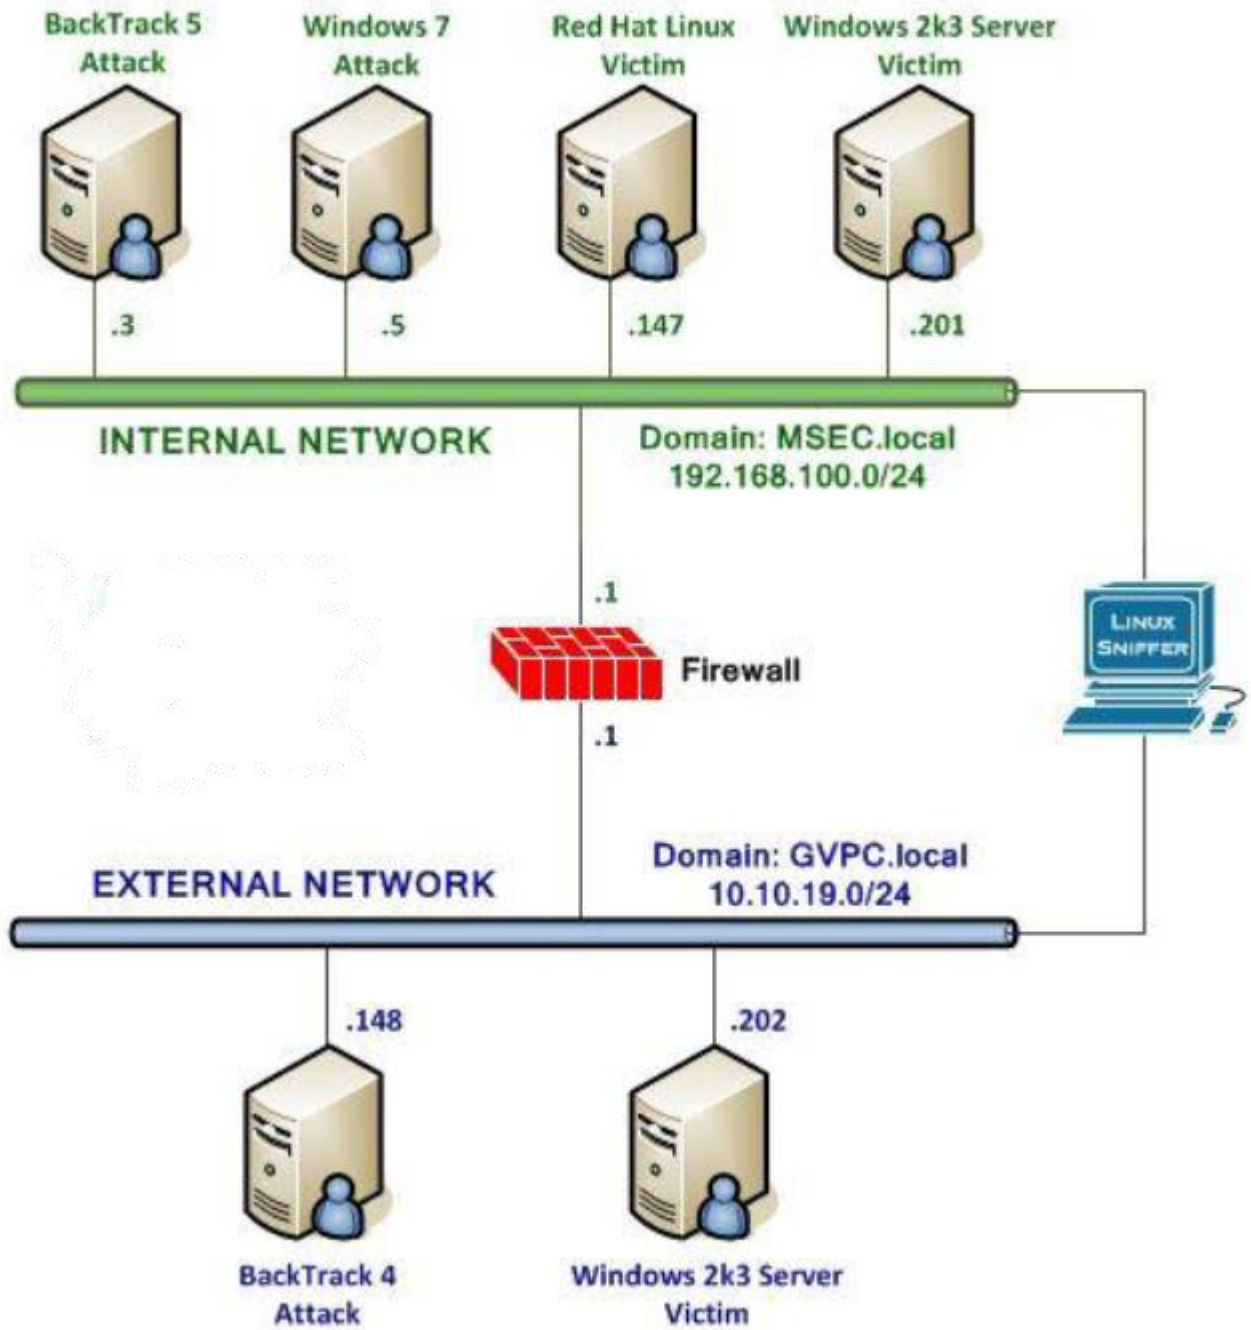 BackTrack 5
Attack
Windows 7
Attack
Red Hat Linux
Victim
Windows 2k3 Server
Victim
.3
.5
.147
.201
INTERNAL NETWORK
Domain: MSEC.local
192.168.100.0/24
.1
Firewall
LINUX
SNIFFER
.1
EXTERNAL NETWORK
Domain: GVPC.local
10.10.19.0/24
.148
.202
BackTrack 4
Attack
Windows 2k3 Server
Victim